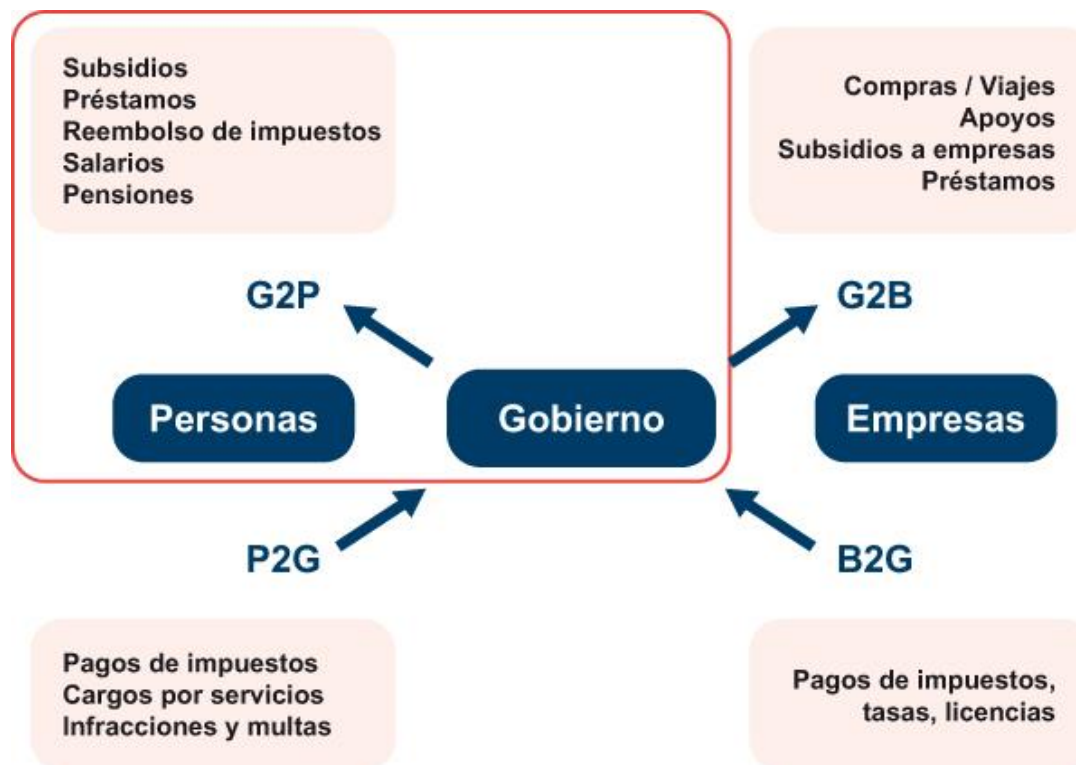 Subsidios
Préstamos
Reembolso de impuestos
Salarios
Pensiones
Compras / Viajes
Apoyos
Subsidios a empresas
Préstamos
G2P
G2B
Personas
Gobierno
Empresas
P2G
B2G
Pagos de impuestos
Cargos por servicios
Infracciones y multas
Pagos de impuestos,
tasas, licencias